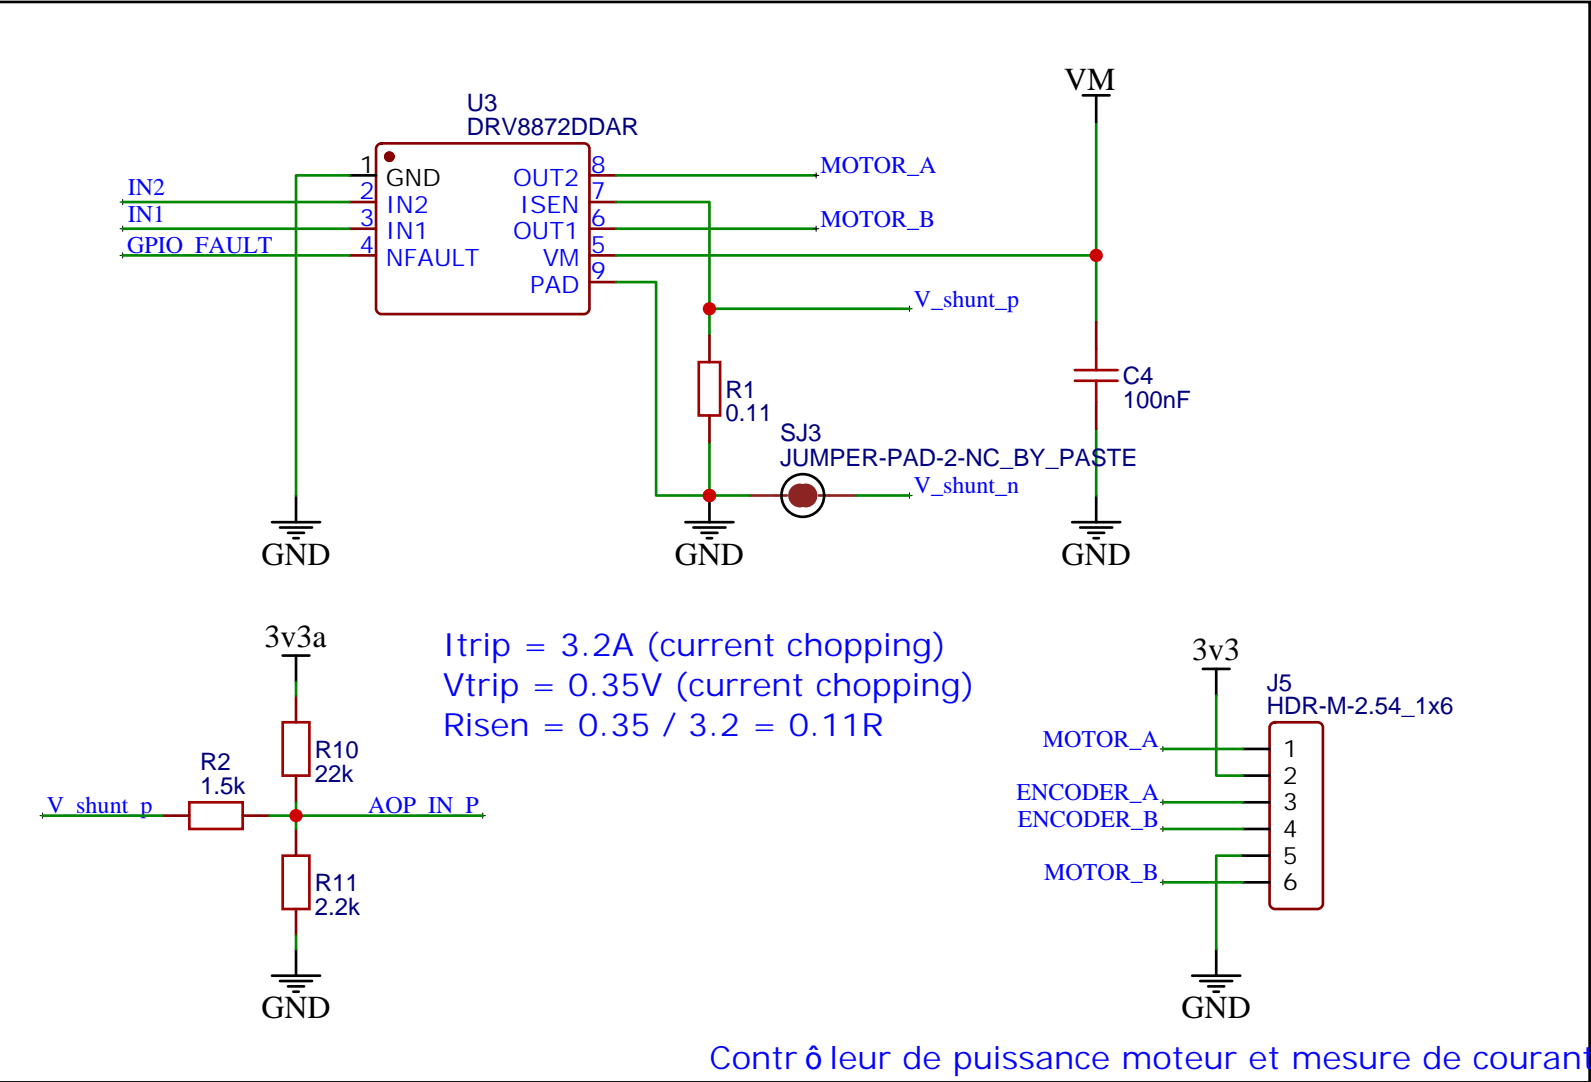 VM
U3
DRV8872DDAR
1
GND
2
IN2
3
IN1
4
NFAULT
OUT2
8
ISEN
7
OUT1
6
VM
5
PAD
9
IN2
IN1
GPIO_FAULT
MOTOR_A
MOTOR_B
V_shunt_p
R1
0.11
C4
100nF
SJ3
JUMPER-PAD-2-NC_BY_PASTE
V_shunt_n
GND
GND
GND
3v3a
Itrip = 3.2A (current chopping)
Vtrip = 0.35V (current chopping)
Risen = 0.35 / 3.2 = 0.11R
R10
22k
R2
1.5k
V_shunt_p
AOP_IN_P
R11
2.2k
GND
3v3
J5
HDR-M-2.54_1x6
MOTOR_A
1
2
ENCODER_A
3
ENCODER_B
4
5
MOTOR_B
6
GND
Contrôleur de puissance moteur et mesure de courant